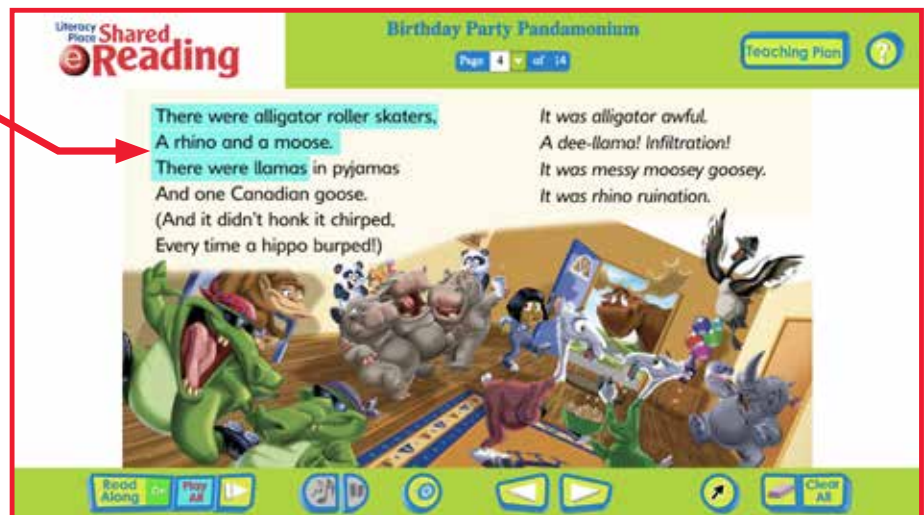 Literacy
Place Shared
eReading
Birthday Party Pandamonium
Page 4 of 14
Teaching Plan
?
There were alligator roller skaters,
A rhino and a moose.
There were llamas in pyjamas
And one Canadian goose.
(And it didn't honk it chirped,
Every time a hippo burped!)
It was alligator awful.
A dee-llama! Infiltration!
It was messy moosey goosey.
It was rhino ruination.
Read
Along
On
Play
All
Clear
All